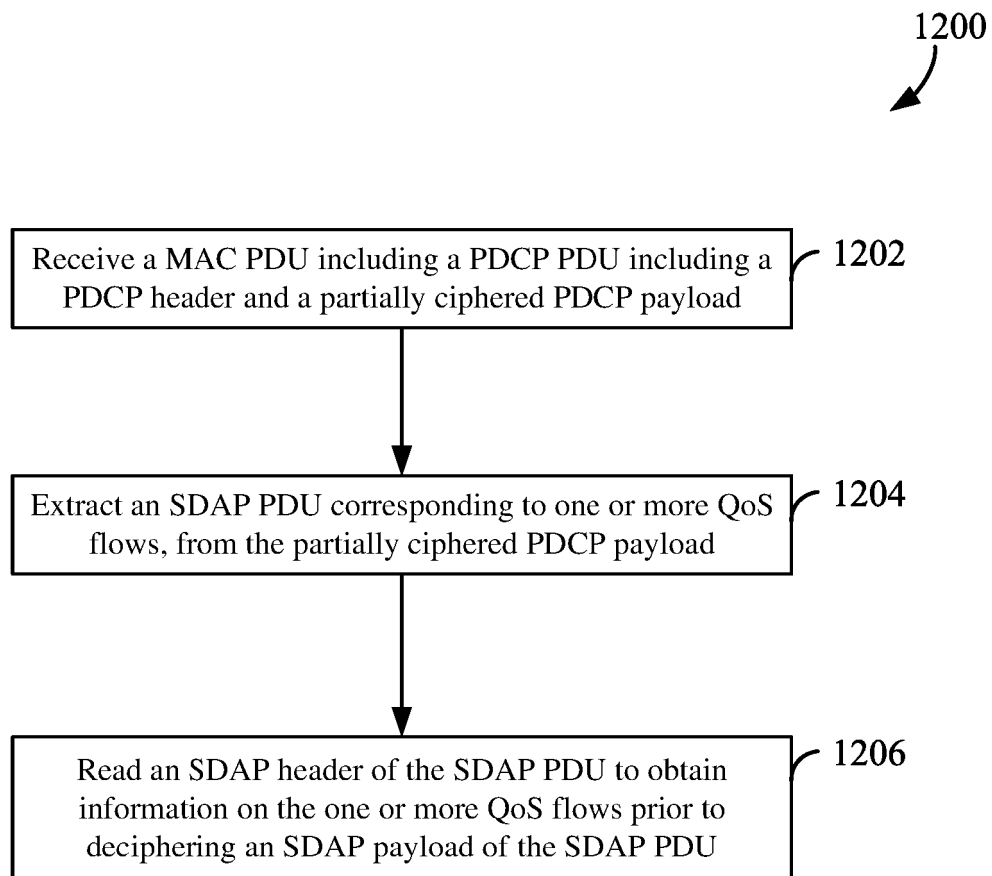 1200
Receive a MAC PDU including a PDCP PDU including a
PDCP header and a partially ciphered PDCP payload
1202
Extract an SDAP PDU corresponding to one or more QoS
flows, from the partially ciphered PDCP payload
1204
Read an SDAP header of the SDAP PDU to obtain
information on the one or more QoS flows prior to
deciphering an SDAP payload of the SDAP PDU
1206